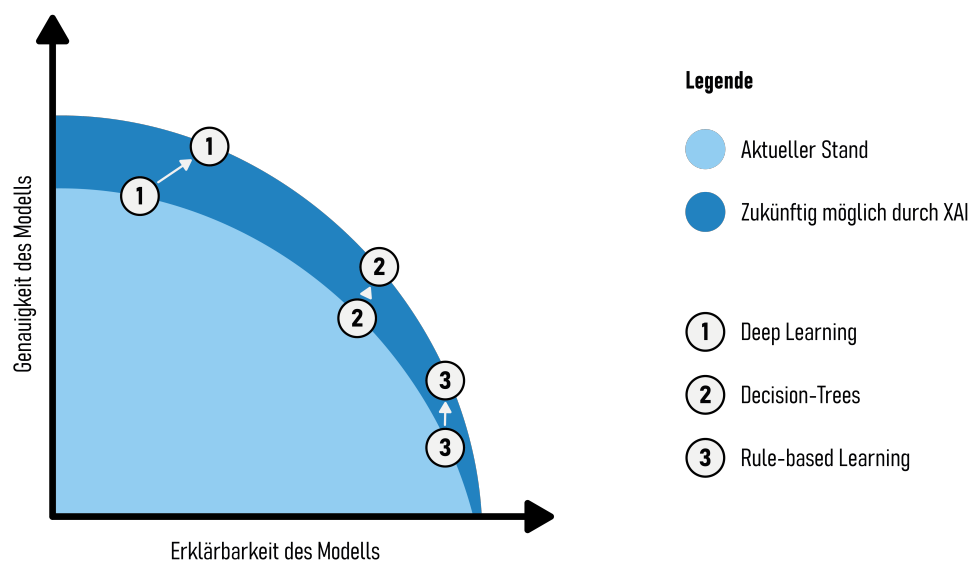 Genauigkeit des Modells
1
1
2
2
3
3
Erklärbarkeit des Modells
Legende
Aktueller Stand
Zukünftig möglich durch XAI
1 Deep Learning
2 Decision-Trees
3 Rule-based Learning